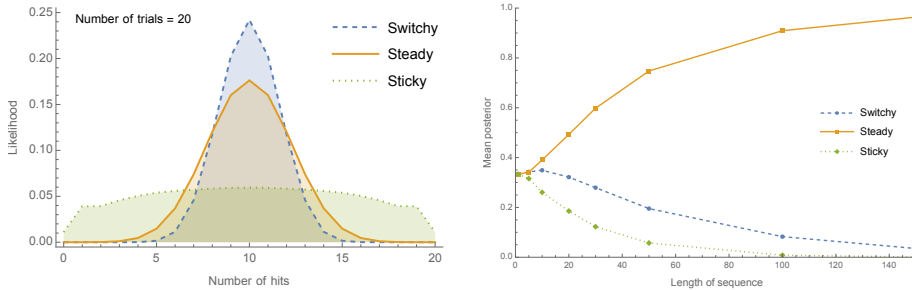 Number of trials = 20
Switchy
Steady
Sticky
0.25
0.20
0.15
0.10
0.05
0.00
Likelihood
0 5 10 15 20
Number of hits
1.0
0.8
0.6
0.4
0.2
0.0
Mean posterior
Switchy
Steady
Sticky
0 20 40 60 80 100 120 140
Length of sequence